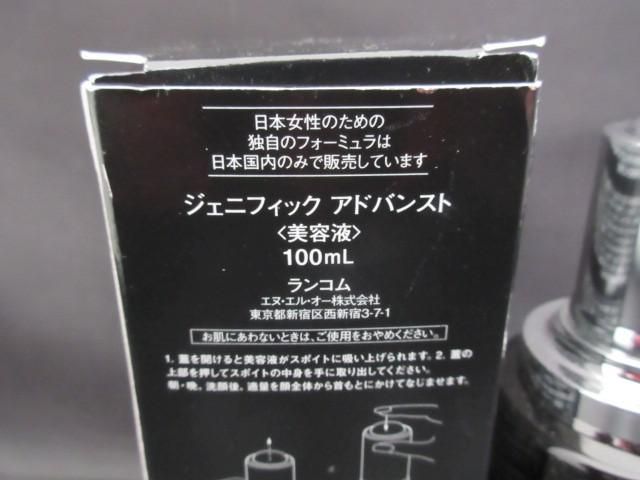 日本女性のための
独自のフォーミュラは
日本国内のみで販売しています
ジェニフィック アドバンスト
〈美容液〉
100mL
ランコム
エヌ・エル・オー株式会社
東京都新宿区西新宿3-7-1
お肌にあわないときは、ご使用をおやめください。
1. 蓋を開けると美容液がスポイトに吸い上げられます。2. 蓋の
上部を押してスポイトの中身を手に取り出してください。
朝・晩、洗顔後、適量を顔全体から首もとにかけてなじませます。